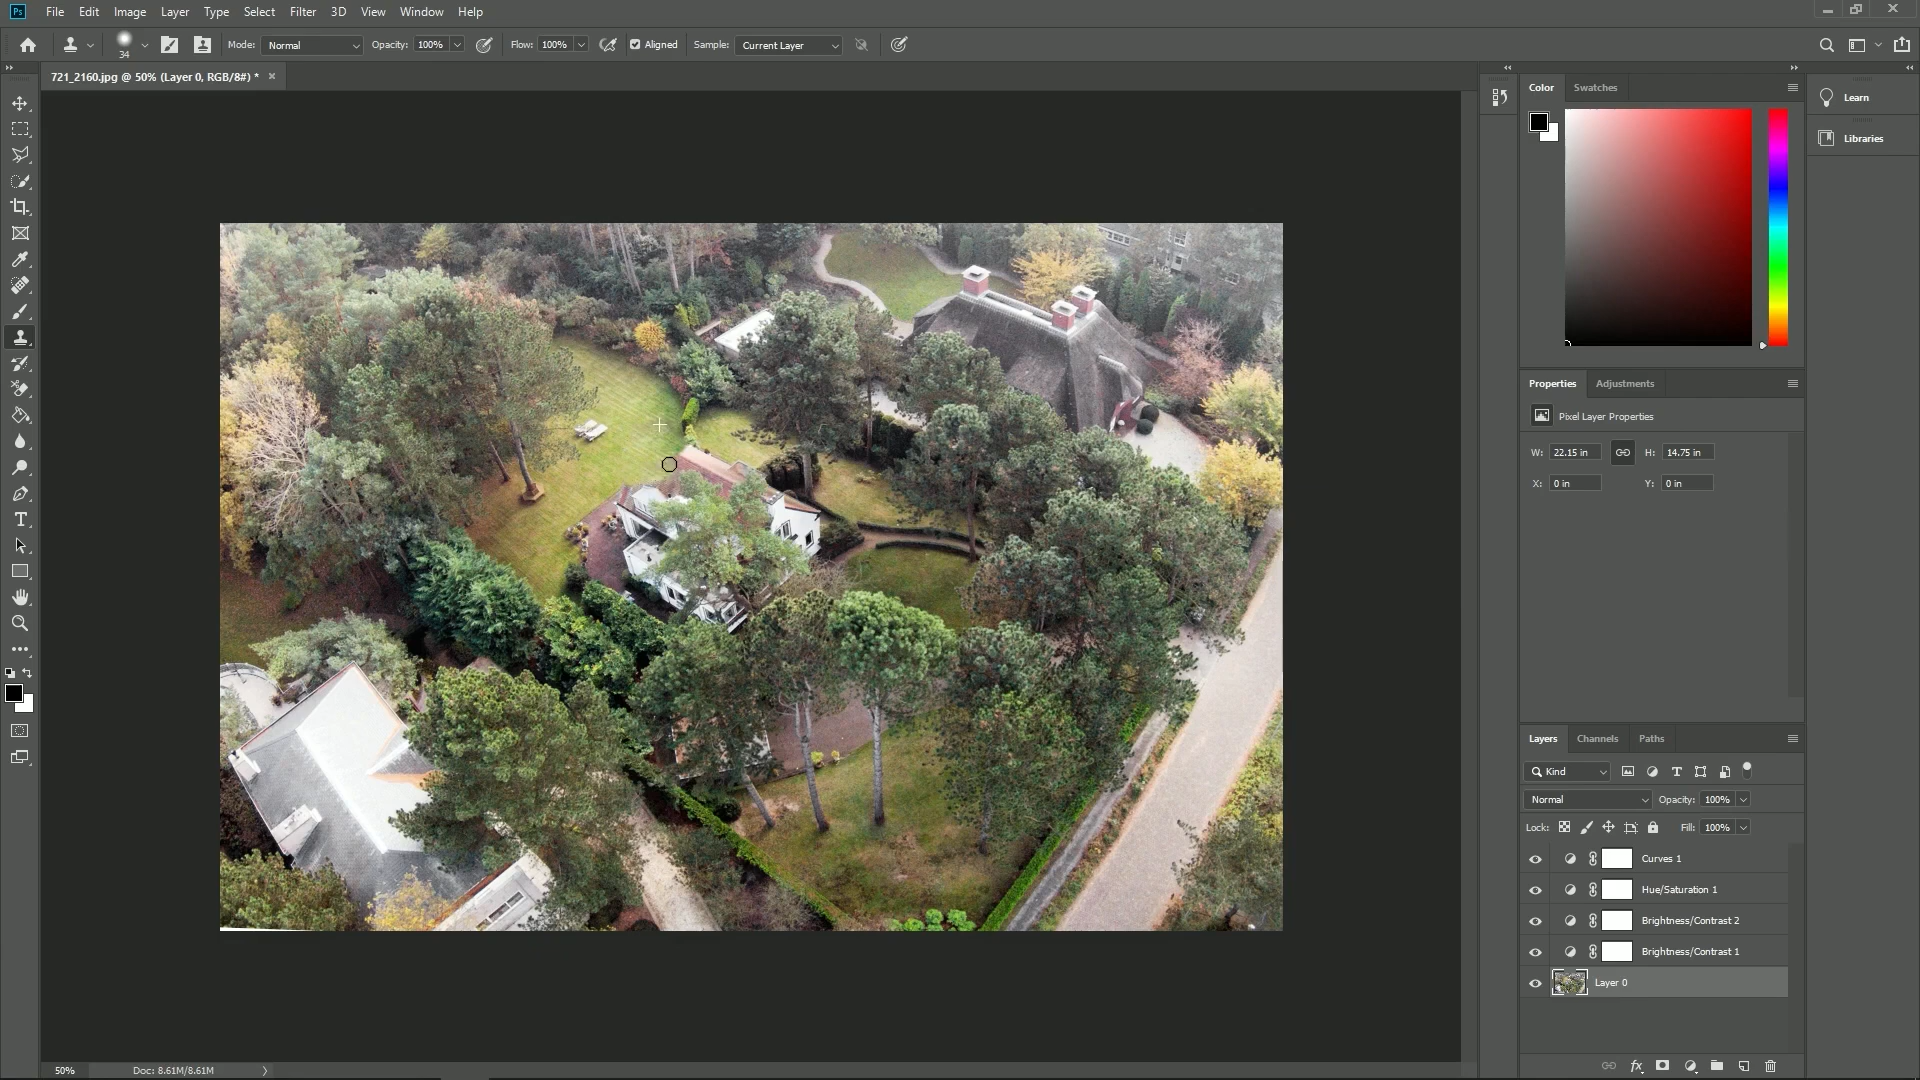 Ps File Edit Image Layer Type Select Filter 3D View Window Help
34 Mode: Normal Opacity: 100% Flow: 100% Aligned Sample: Current Layer
721_2160.jpg @ 50% (Layer 0, RGB/8#) *
Color Swatches
Learn
Libraries
Properties Adjustments
Pixel Layer Properties
W: 22.15 in H: 14.75 in
X: 0 in Y: 0 in
Layers Channels Paths
Kind
Normal Opacity: 100%
Lock: Fill: 100%
Curves 1
Hue/Saturation 1
Brightness/Contrast 2
Brightness/Contrast 1
Layer 0
50% Doc: 8.61M/8.61M